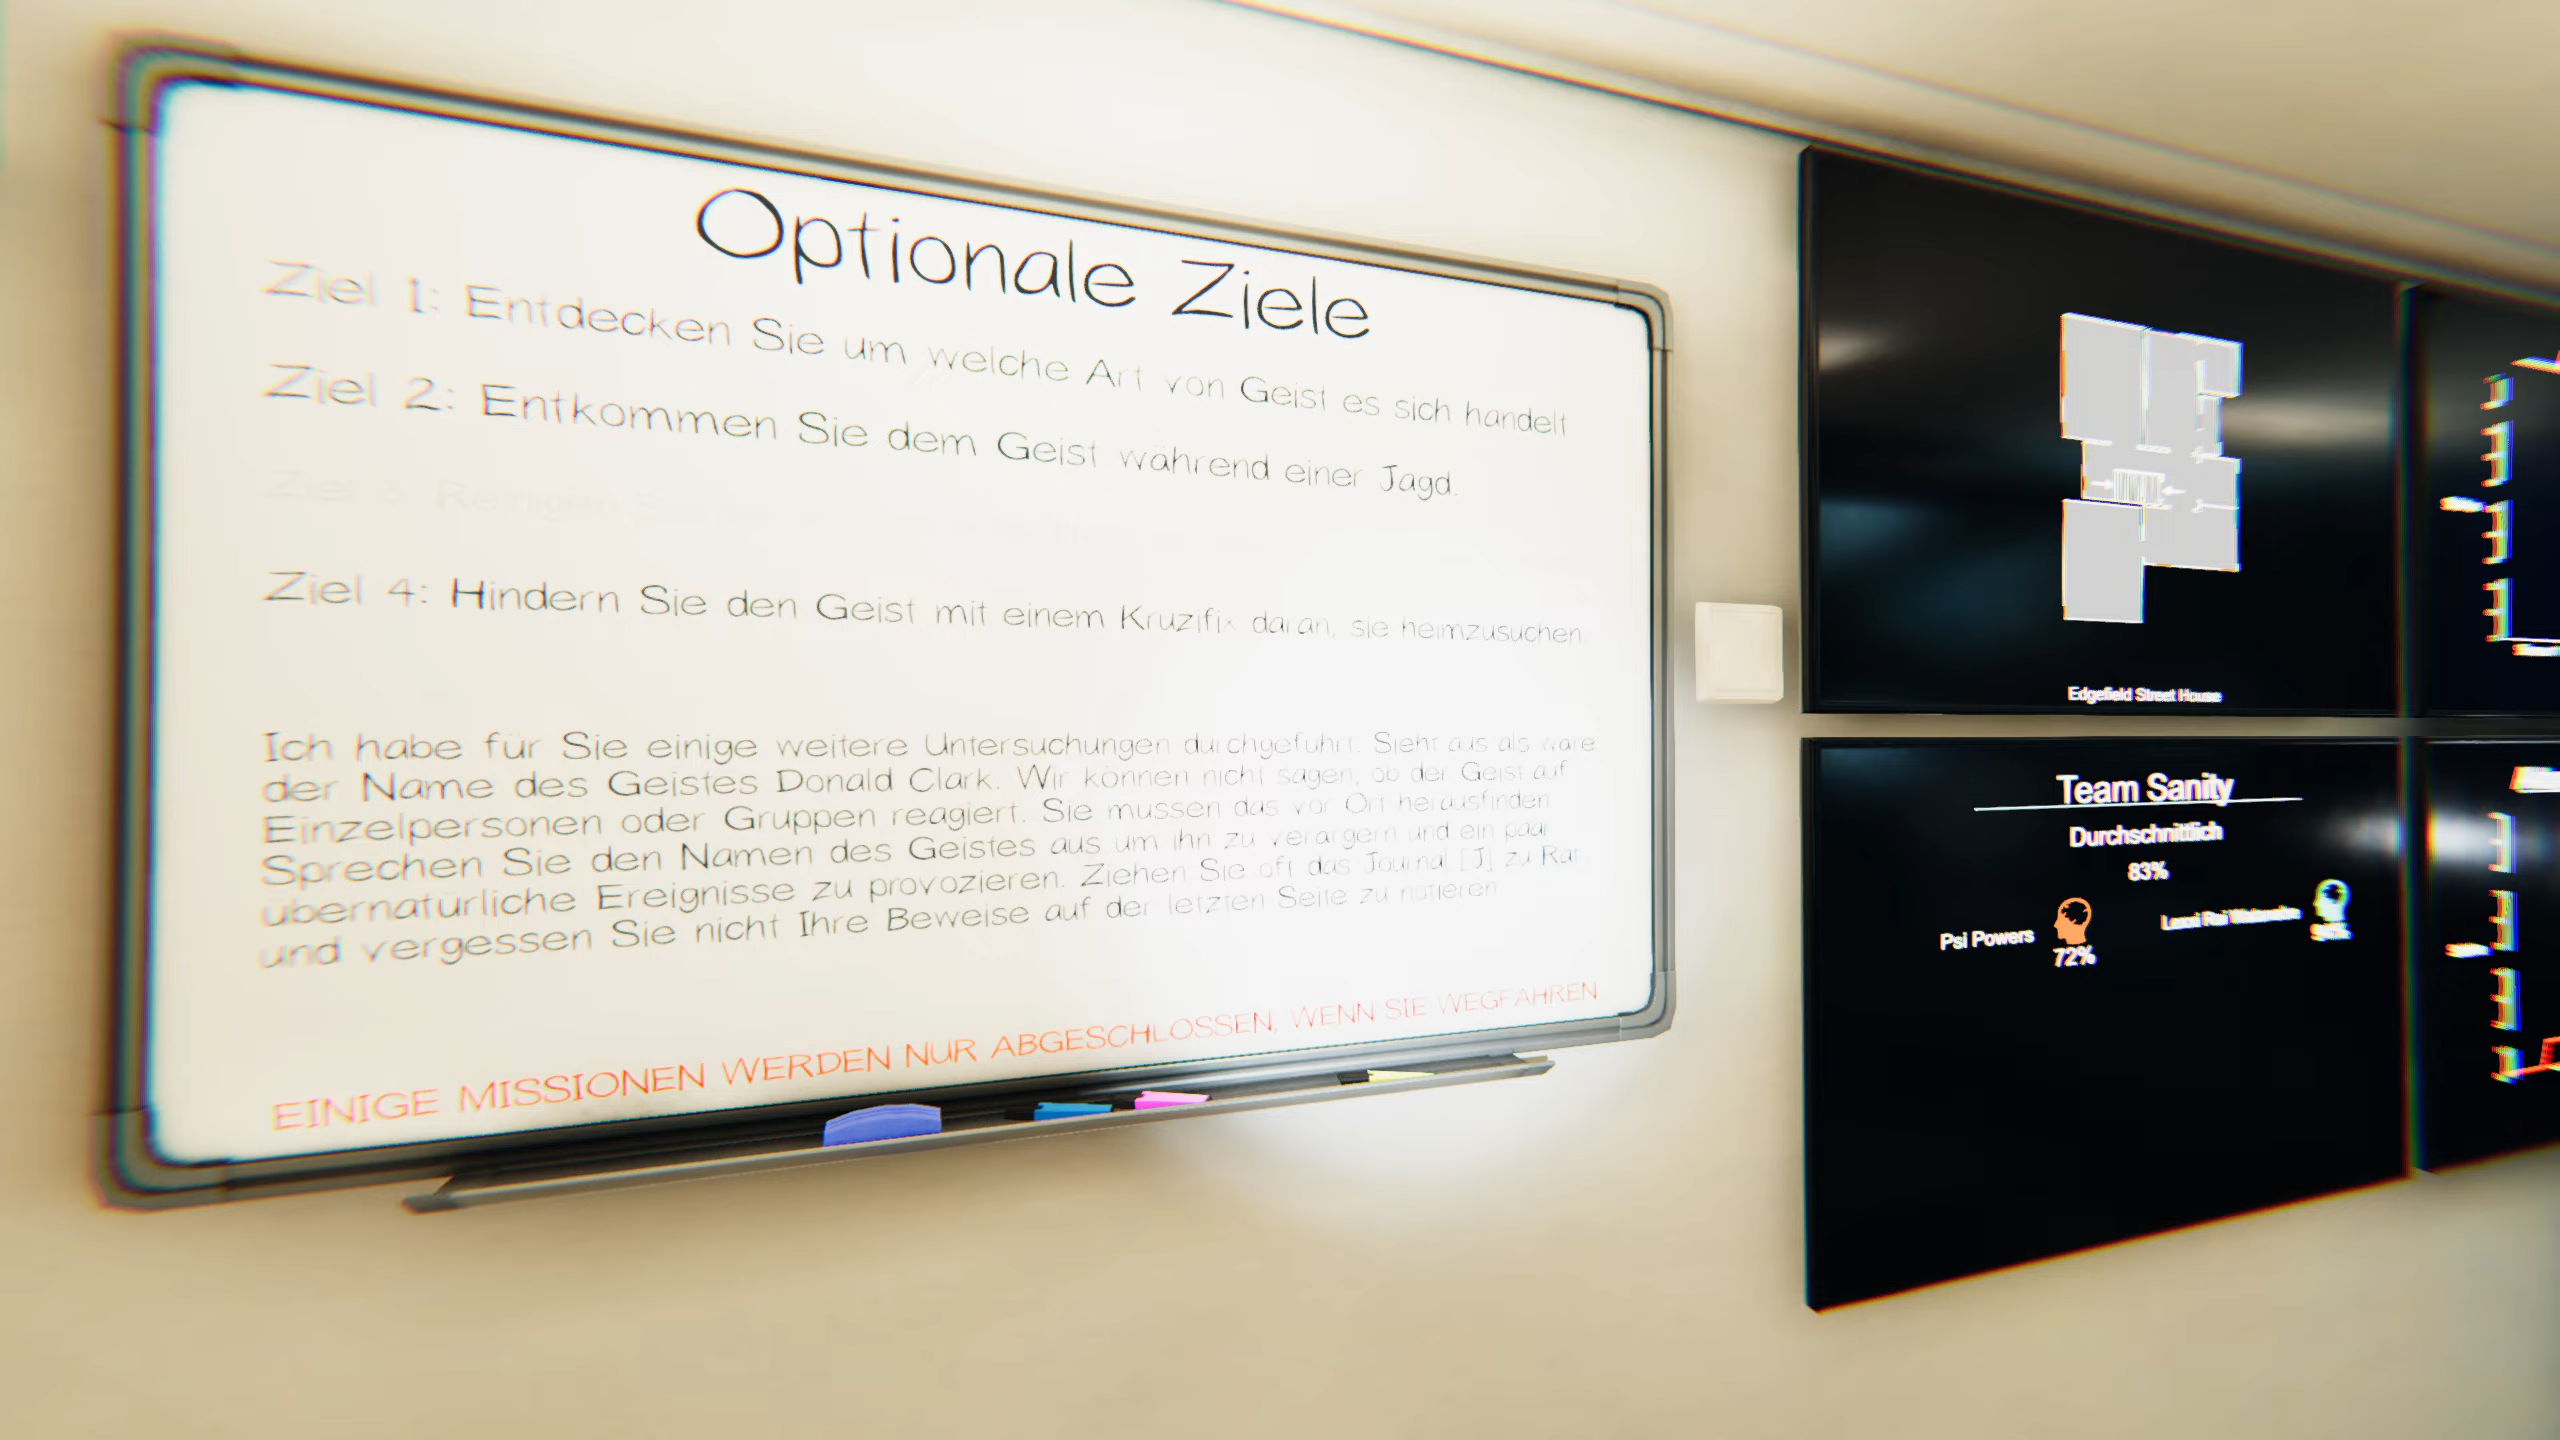 Optionale Ziele
Ziel 1: Entdecken Sie um welche Art von Geist es sich handelt
Ziel 2: Entkommen Sie dem Geist während einer Jagd.
Ziel 3: Reinigen
Ziel 4: Hindern Sie den Geist mit einem Kruzifix daran, sie heimzusuchen.
Ich habe für Sie einige weitere Untersuchungen durchgeführt. Sieht aus als wäre
der Name des Geistes Donald Clark. Wir können nicht sagen, ob der Geist auf
Einzelpersonen oder Gruppen reagiert. Sie müssen das vor Ort herausfinden
Sprechen Sie den Namen des Geistes aus um ihn zu verärgern und ein paar
übernatürliche Ereignisse zu provozieren. Ziehen Sie oft das Journal [J] zu Rat,
und vergessen Sie nicht Ihre Beweise auf der letzten Seite zu notieren
EINIGE MISSIONEN WERDEN NUR ABGESCHLOSSEN, WENN SIE WEGFAHREN
Edgefield Street House
Team Sanity
Durchschnittlich
83%
Psi Powers
72%